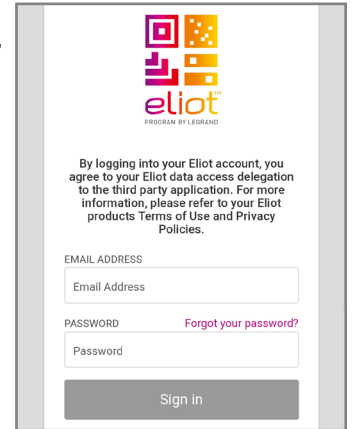 eliot™
PROGRAM BY LEGRAND
By logging into your Eliot account, you
agree to your Eliot data access delegation
to the third party application. For more
information, please refer to your Eliot
products Terms of Use and Privacy
Policies.
EMAIL ADDRESS
Email Address
PASSWORD Forgot your password?
Password
Sign in